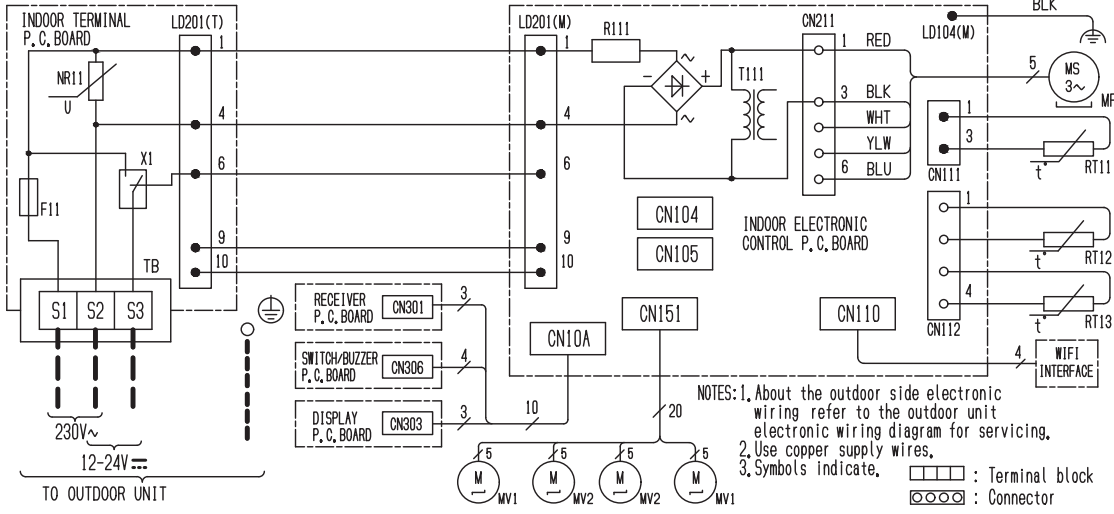 BLK
INDOOR TERMINAL
P.C.BOARD
LD201(T)
LD201(M)
R111
CN211
LD104(M)
1
1
1
RED
5
MS
3~
MF
NR11
U
T111
~
-
+
~
3
BLK
1
4
4
WHT
YLW
3
X1
6
6
6
BLU
CN111
t°
RT11
F11
CN104
INDOOR ELECTRONIC
CONTROL P.C.BOARD
1
CN105
t°
RT12
9
9
10
10
TB
S1
S2
S3
RECEIVER
P.C.BOARD
CN301
3
CN151
CN110
4
CN112
t°
RT13
CN10A
SWITCH/BUZZER
P.C.BOARD
CN306
4
4
WIFI
INTERFACE
DISPLAY
P.C.BOARD
CN303
3
10
20
230V~
12-24V
TO OUTDOOR UNIT
5
5
5
5
M
MV1
M
MV2
M
MV2
M
MV1
NOTES:1.About the outdoor side electronic
wiring refer to the outdoor unit
electronic wiring diagram for servicing.
2.Use copper supply wires.
3.Symbols indicate.
: Terminal block
: Connector